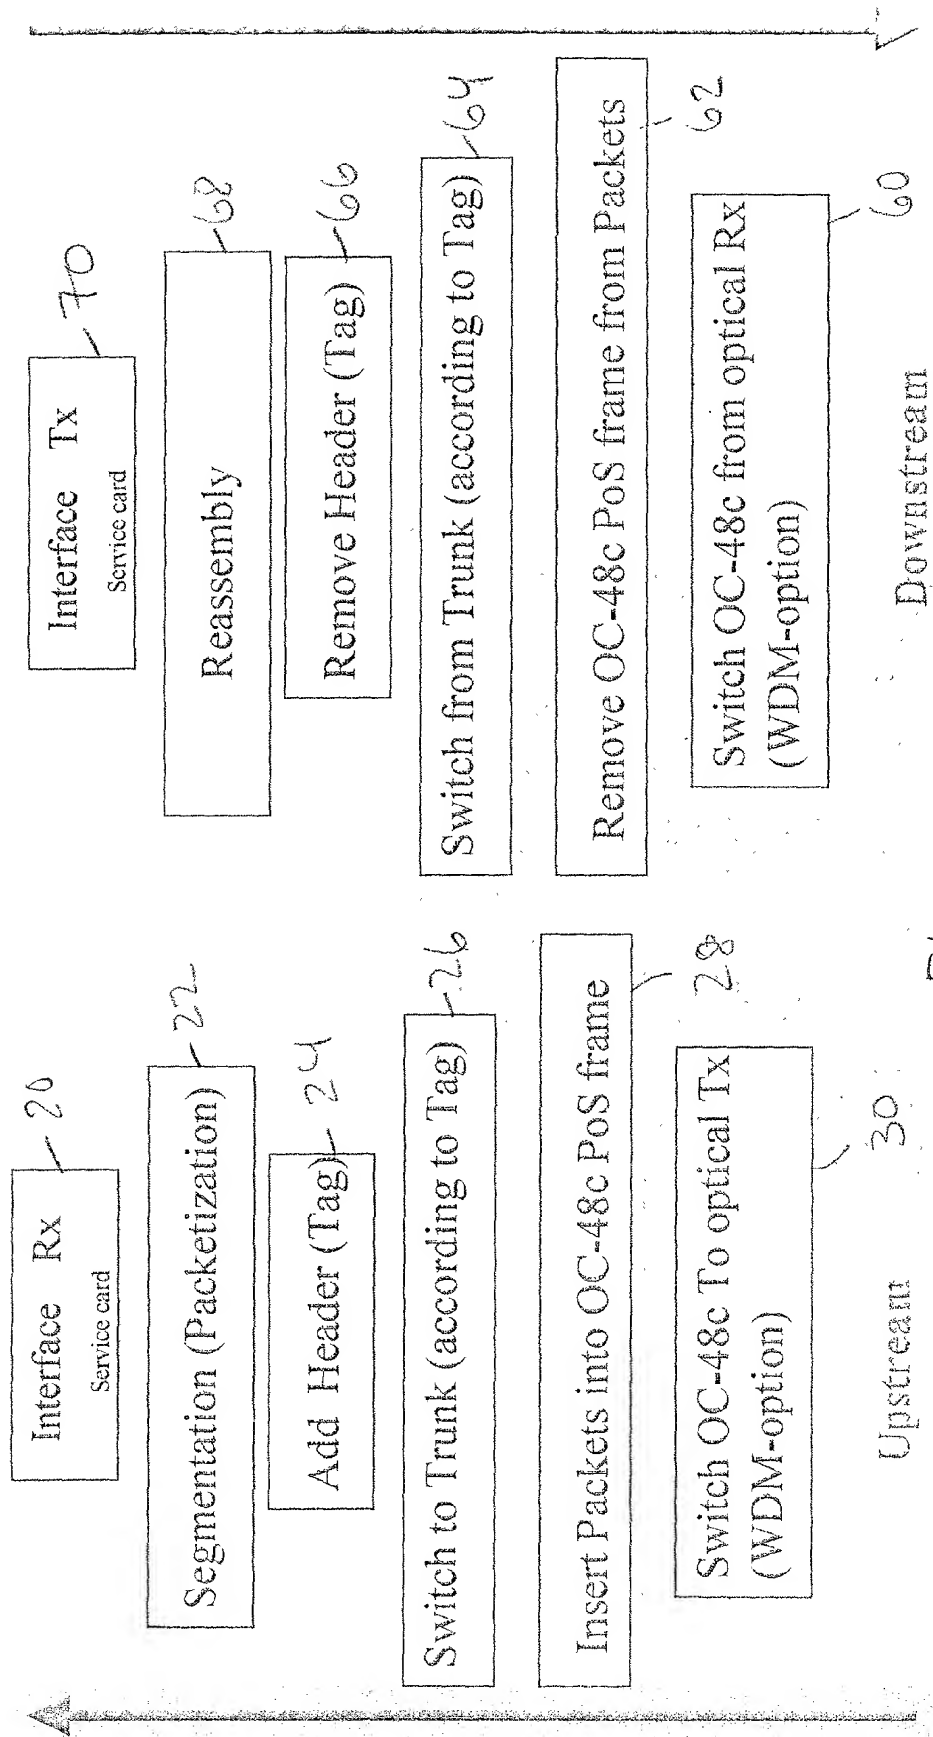 Interface Rx
Service card
20
Segmentation (Packetization)
22
Add Header (Tag)
24
Switch to Trunk (according to Tag)
26
Insert Packets into OC-48c PoS frame
28
Switch OC-48c To optical Tx
(WDM-option)
30
Upstream
Interface Tx
Service card
70
Reassembly
68
Remove Header (Tag)
66
Switch from Trunk (according to Tag)
64
Remove OC-48c PoS frame from Packets
62
Switch OC-48c from optical Rx
(WDM-option)
60
Downstream